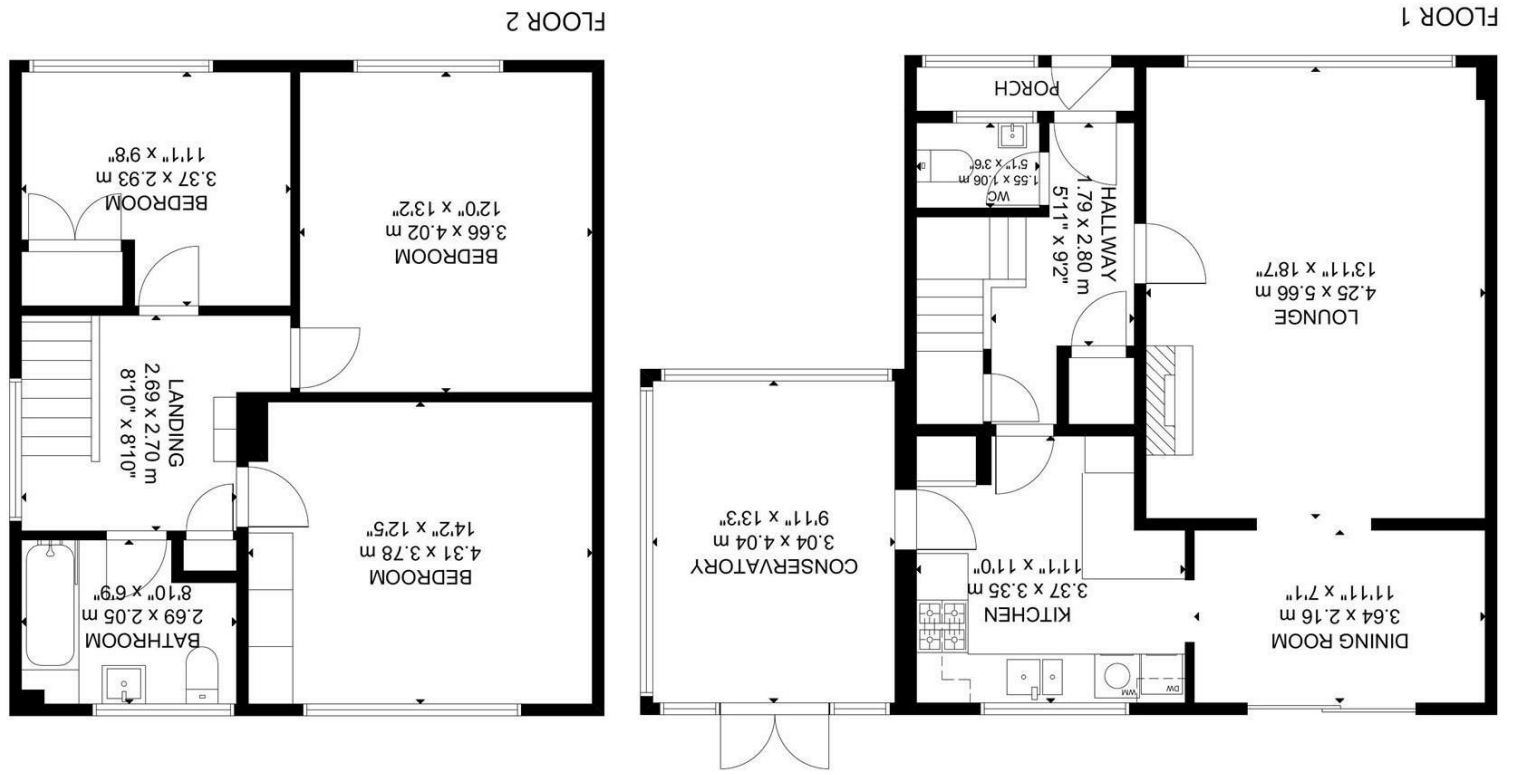 FLOOR 1
DINING ROOM
3.64 x 2.16 m
11'11" x 7'1"
DW
WM
KITCHEN
3.37 x 3.35 m
11'1" x 11'0"
CONSERVATORY
3.04 x 4.04 m
9'11" x 13'3"
LOUNGE
4.25 x 5.66 m
13'11" x 18'7"
HALLWAY
1.79 x 2.80 m
5'11" x 9'2"
WC
1.55 x 1.06 m
5'1" x 3'6"
PORCH
FLOOR 2
BEDROOM
4.31 x 3.78 m
14'2" x 12'5"
BATHROOM
2.69 x 2.05 m
8'10" x 6'9"
LANDING
2.69 x 2.70 m
8'10" x 8'10"
BEDROOM
3.66 x 4.02 m
12'0" x 13'2"
BEDROOM
3.37 x 2.93 m
11'1" x 9'8"